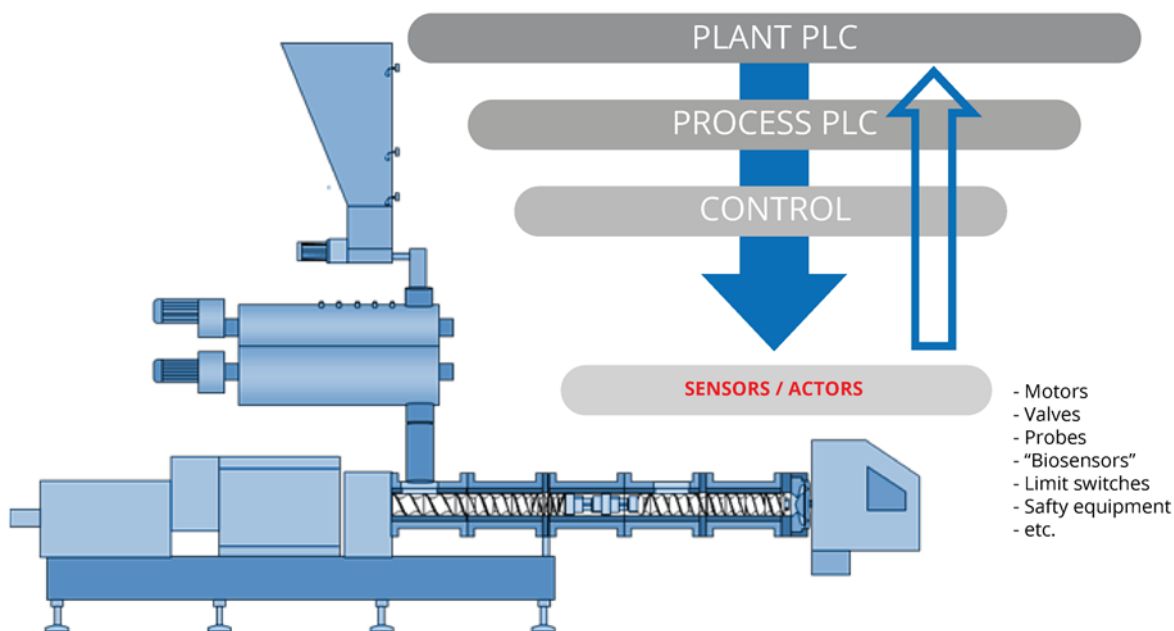 PLANT PLC
PROCESS PLC
CONTROL
SENSORS / ACTORS
- Motors
- Valves
- Probes
- “Biosensors”
- Limit switches
- Safty equipment
- etc.